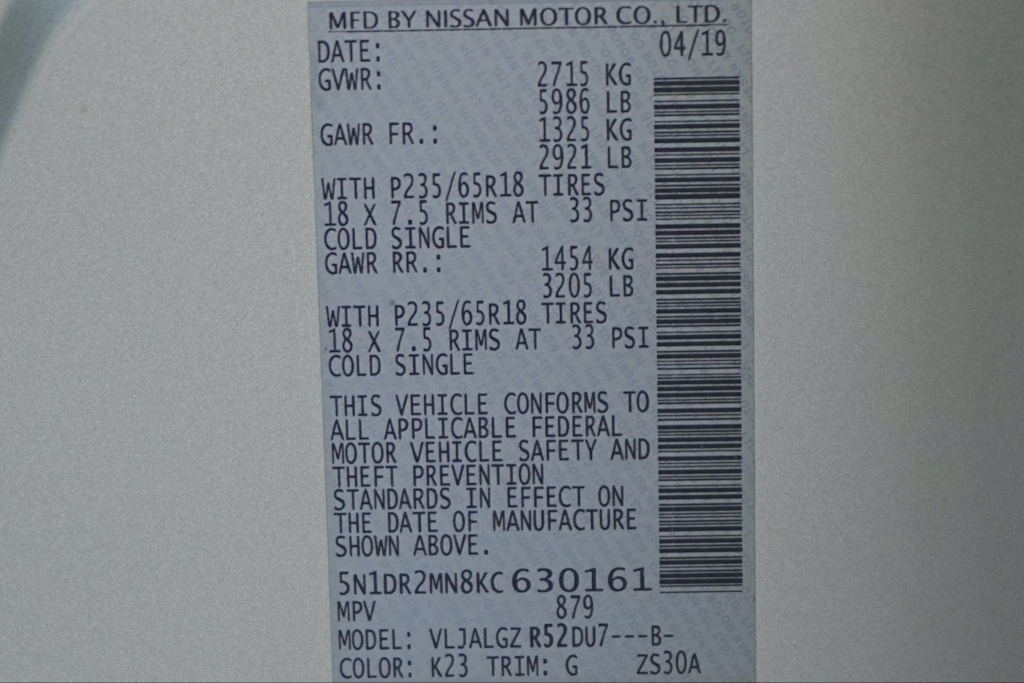 MFD BY NISSAN MOTOR CO., LTD.
DATE: 04/19
GVWR: 2715 KG
5986 LB
GAWR FR.: 1325 KG
2921 LB
WITH P235/65R18 TIRES
18 X 7.5 RIMS AT 33 PSI
COLD SINGLE
GAWR RR.: 1454 KG
3205 LB
WITH P235/65R18 TIRES
18 X 7.5 RIMS AT 33 PSI
COLD SINGLE
THIS VEHICLE CONFORMS TO
ALL APPLICABLE FEDERAL
MOTOR VEHICLE SAFETY AND
THEFT PREVENTION
STANDARDS IN EFFECT ON
THE DATE OF MANUFACTURE
SHOWN ABOVE.
5N1DR2MN8KC630161
MPV 879
MODEL: VLJALGZ R52DU7---B-
COLOR: K23 TRIM: G ZS30A